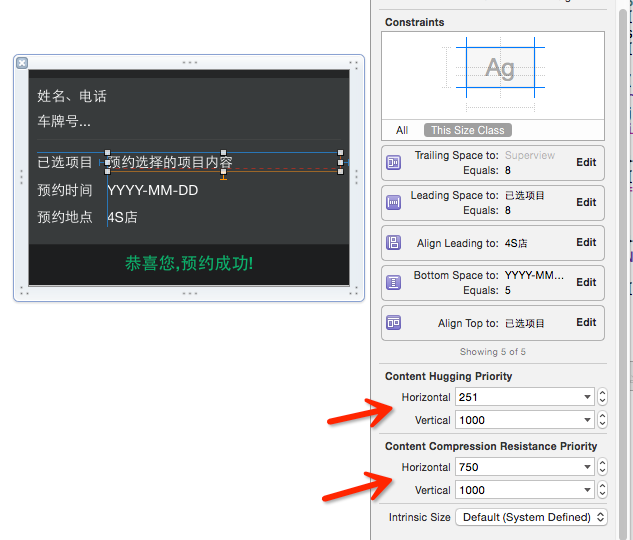 姓名、电话
车牌号...
已选项目 预约选择的项目内容
预约时间 YYYY-MM-DD
预约地点 4S店
恭喜您,预约成功!
Constraints
Ag
All This Size Class
Trailing Space to: Superview
Equals: 8
Edit
Leading Space to: 已选项目
Equals: 8
Edit
Align Leading to: 4S店
Edit
Bottom Space to: YYYY-MM...
Equals: 5
Edit
Align Top to: 已选项目
Edit
Showing 5 of 5
Content Hugging Priority
Horizontal 251
Vertical 1000
Content Compression Resistance Priority
Horizontal 750
Vertical 1000
Intrinsic Size Default (System Defined)